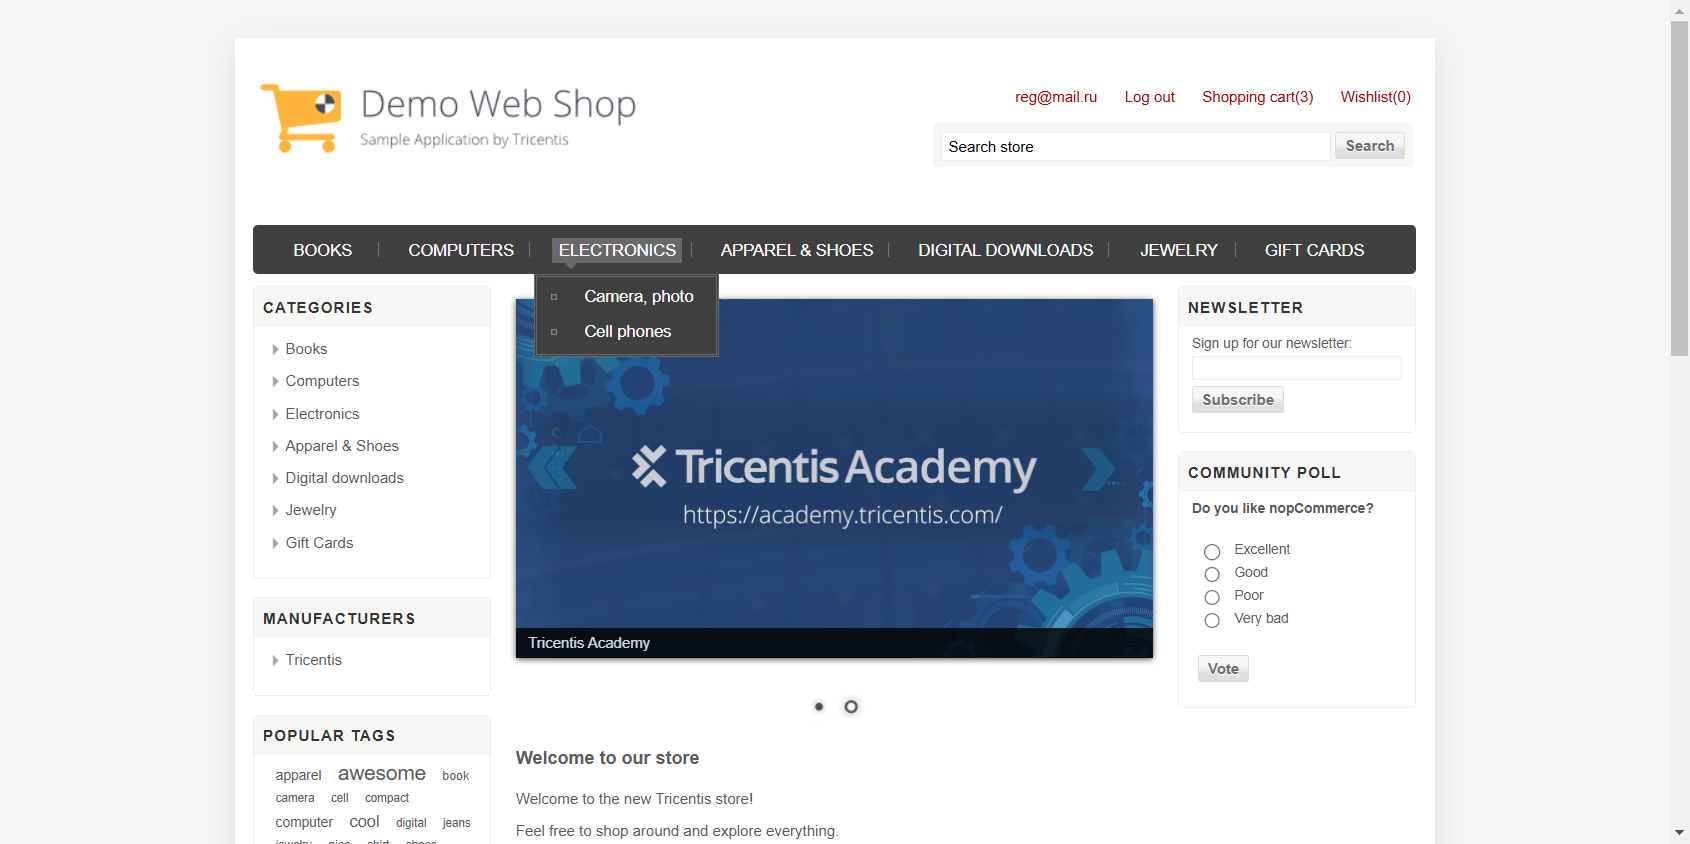 Demo Web Shop
Sample Application by Tricentis
reg@mail.ru Log out Shopping cart(3) Wishlist(0)
Search store Search
BOOKS COMPUTERS ELECTRONICS APPAREL & SHOES DIGITAL DOWNLOADS JEWELRY GIFT CARDS
Camera, photo
Cell phones
CATEGORIES
Books
Computers
Electronics
Apparel & Shoes
Digital downloads
Jewelry
Gift Cards
MANUFACTURERS
Tricentis
POPULAR TAGS
apparel awesome book
camera cell compact
computer cool digital jeans
jewelry nice shirt shoes
Tricentis Academy
https://academy.tricentis.com/
Tricentis Academy
Welcome to our store
Welcome to the new Tricentis store!
Feel free to shop around and explore everything.
NEWSLETTER
Sign up for our newsletter:
Subscribe
COMMUNITY POLL
Do you like nopCommerce?
Excellent
Good
Poor
Very bad
Vote